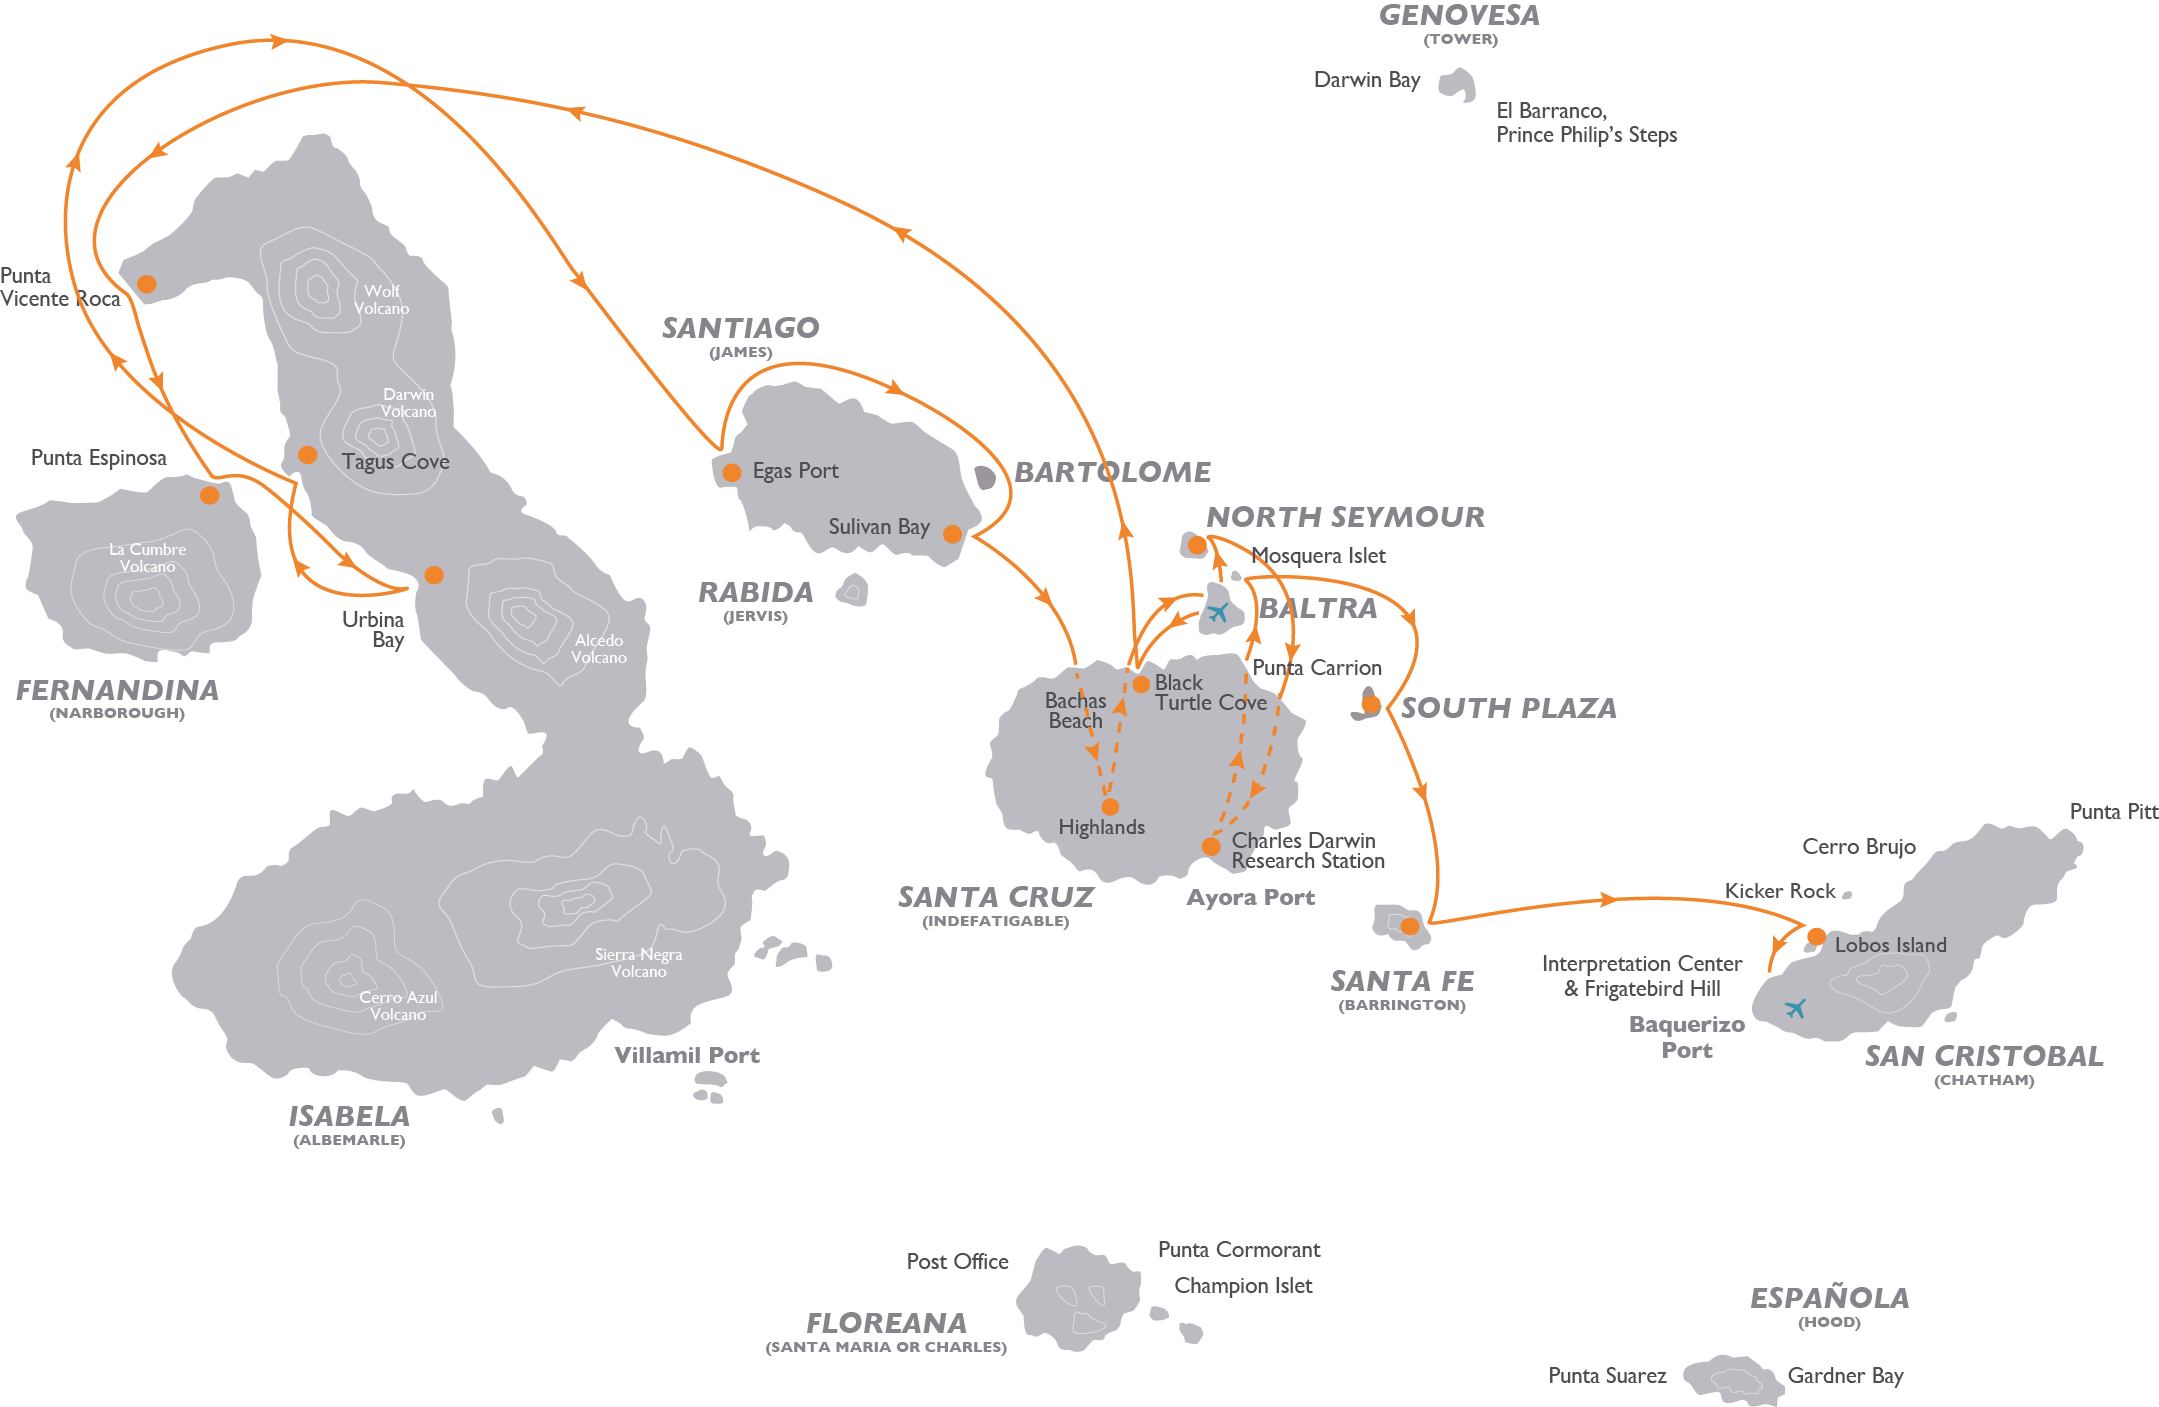 GENOVESA
(TOWER)
Darwin Bay
El Barranco,
Prince Philip's Steps
Punta
Vicente Roca
Wolf
Volcano
Darwin
Volcano
Tagus Cove
Punta Espinosa
La Cumbre
Volcano
Urbina
Bay
Alcedo
Volcano
FERNANDINA
(NARBOROUGH)
SANTIAGO
(JAMES)
Egas Port
Sulivan Bay
BARTOLOME
RABIDA
(JERVIS)
NORTH SEYMOUR
Mosquera Islet
BALTRA
Punta Carrion
Black
Turtle Cove
Bachas
Beach
Highlands
Charles Darwin
Research Station
SANTA CRUZ
(INDEFATIGABLE)
Ayora Port
SOUTH PLAZA
SANTA FE
(BARRINGTON)
Punta Pitt
Cerro Brujo
Kicker Rock
Lobos Island
Interpretation Center
& Frigatebird Hill
Baquerizo
Port
SAN CRISTOBAL
(CHATHAM)
Sierra Negra
Volcano
Cerro Azul
Volcano
Villamil Port
ISABELA
(ALBEMARLE)
Post Office
Punta Cormorant
Champion Islet
FLOREANA
(SANTA MARIA OR CHARLES)
ESPAÑOLA
(HOOD)
Punta Suarez
Gardner Bay